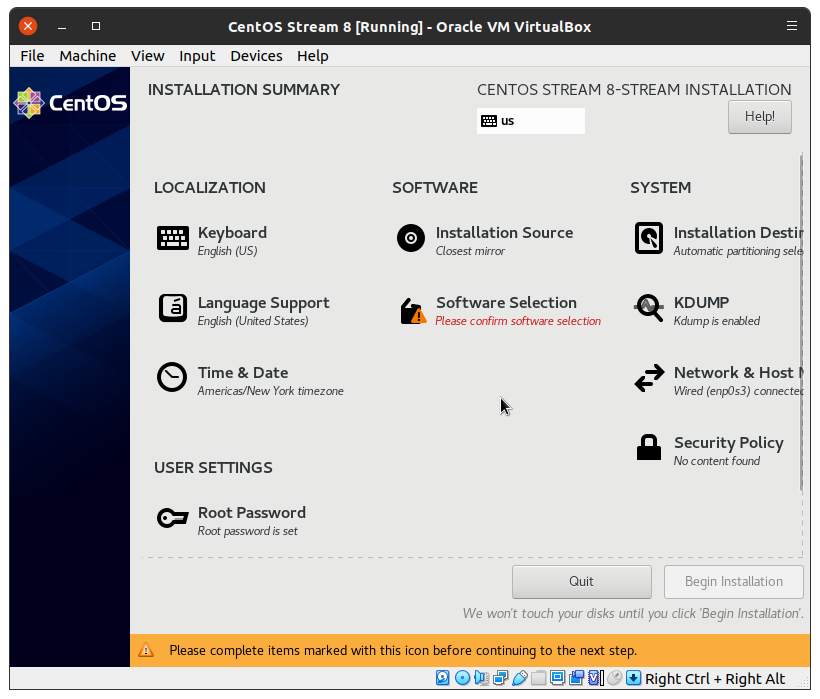 CentOS Stream 8 [Running] - Oracle VM VirtualBox
File Machine View Input Devices Help
CentOS
INSTALLATION SUMMARY
CENTOS STREAM 8-STREAM INSTALLATION
us
Help!
LOCALIZATION
Keyboard
English (US)
Language Support
English (United States)
Time & Date
Americas/New York timezone
USER SETTINGS
Root Password
Root password is set
SOFTWARE
Installation Source
Closest mirror
Software Selection
Please confirm software selection
SYSTEM
Installation Destin
Automatic partitioning sele
KDUMP
Kdump is enabled
Network & Host N
Wired (enp0s3) connected
Security Policy
No content found
Quit
Begin Installation
We won't touch your disks until you click 'Begin Installation'.
Please complete items marked with this icon before continuing to the next step.
Right Ctrl + Right Alt